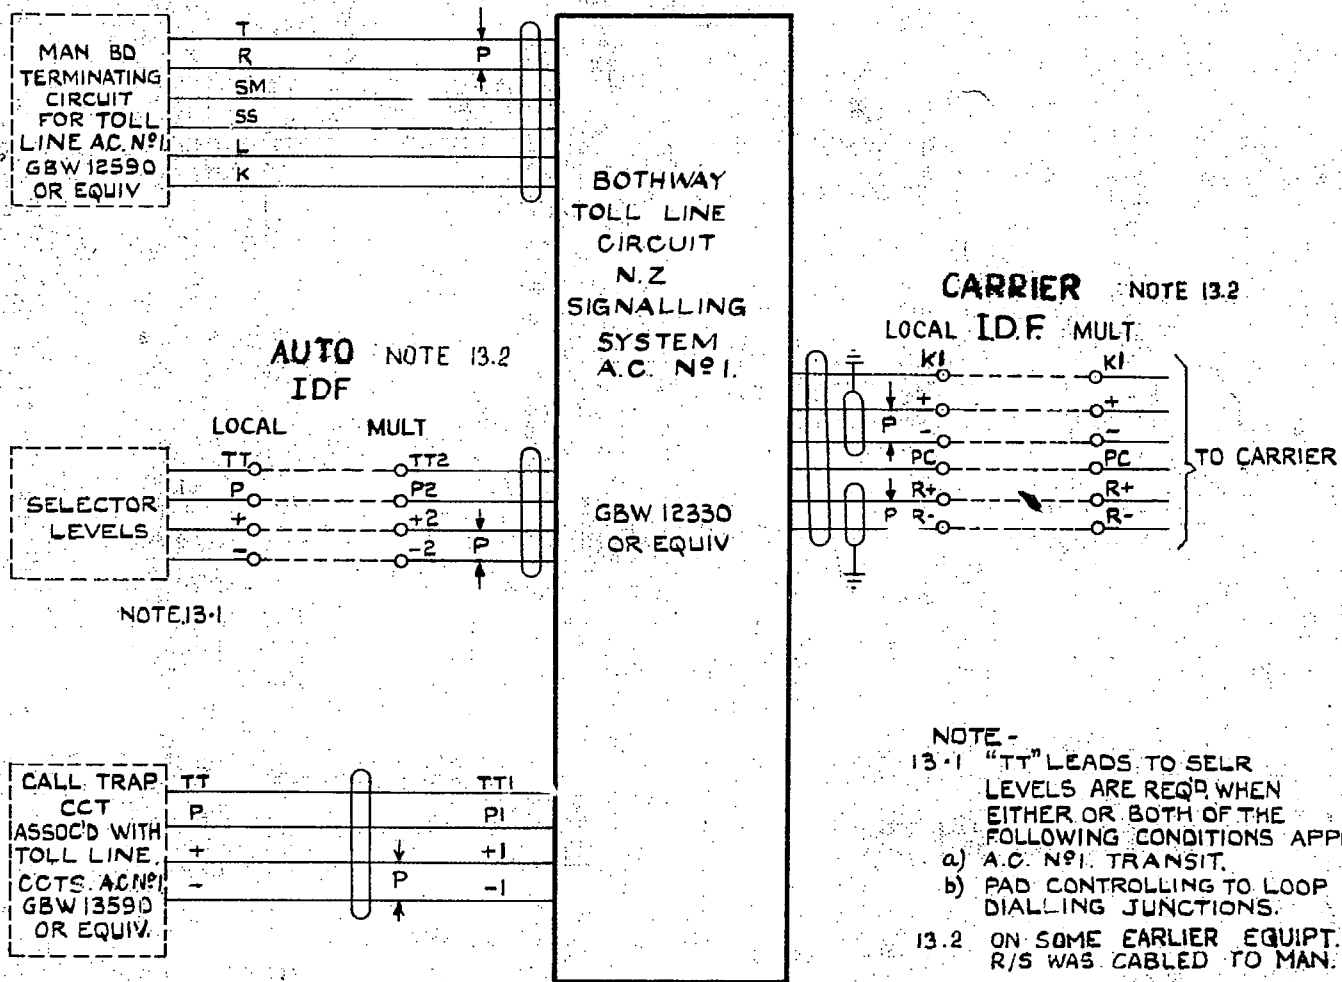 MAN BD
TERMINATING
CIRCUIT
FOR TOLL
LINE A.C. Nº1.
GBW 12590
OR EQUIV
T
R
SM
SS
L
K
P
BOTHWAY
TOLL LINE
CIRCUIT
N.Z
SIGNALLING
SYSTEM
A.C. Nº 1.
GBW 12330
OR EQUIV
AUTO NOTE 13.2
IDF
LOCAL MULT
SELECTOR
LEVELS
TT TT2
P P2
+ +2
- -2
P
NOTE 13·1
CARRIER NOTE 13.2
LOCAL I.D.F. MULT
K1 K1
+ +
P
- -
PC PC
R+ R+
P
R- R-
TO CARRIER
CALL TRAP
CCT
ASSOC'D WITH
TOLL LINE
CCTS. A.C Nº1
GBW 13590
OR EQUIV.
TT TT1
P P1
+ +1
P
- -1
NOTE -
13·1 "TT" LEADS TO SELR
LEVELS ARE REQ'D. WHEN
EITHER OR BOTH OF THE
FOLLOWING CONDITIONS APPL
a) A.C. Nº1. TRANSIT.
b) PAD CONTROLLING TO LOOP
DIALLING JUNCTIONS.
13.2 ON SOME EARLIER EQUIPT.
R/S WAS CABLED TO MAN.